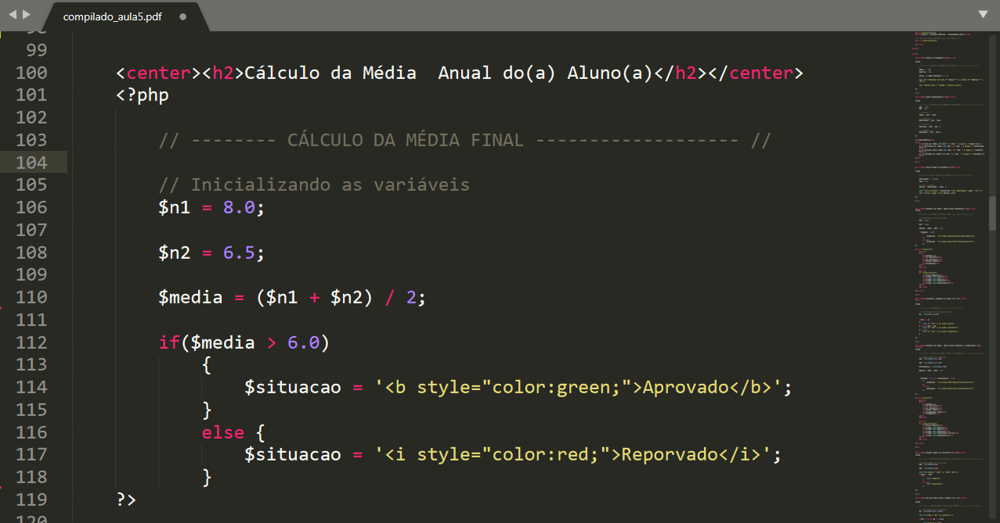 compilado_aula5.pdf
98
99
100 <center><h2>Cálculo da Média  Anual do(a) Aluno(a)</h2></center>
101 <?php
102
103 // -------- CÁLCULO DA MÉDIA FINAL ------------------- //
104
105 // Inicializando as variáveis
106 $n1 = 8.0;
107
108 $n2 = 6.5;
109
110 $media = ($n1 + $n2) / 2;
111
112 if($media > 6.0)
113 {
114 $situacao = '<b style="color:green;">Aprovado</b>';
115 }
116 else {
117 $situacao = '<i style="color:red;">Reporvado</i>';
118 }
119 ?>
120